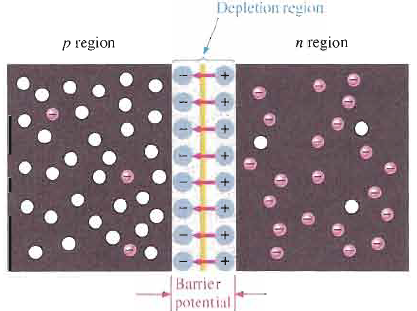 Depletion region
p region
n region
Barrier
potential